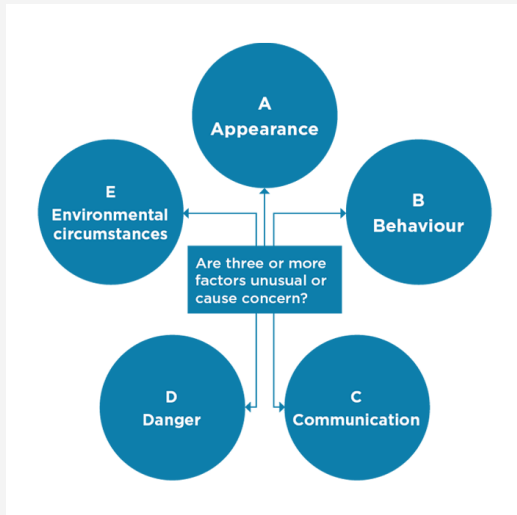 A
Appearance
B
Behaviour
C
Communication
D
Danger
E
Environmental
circumstances
Are three or more
factors unusual or
cause concern?